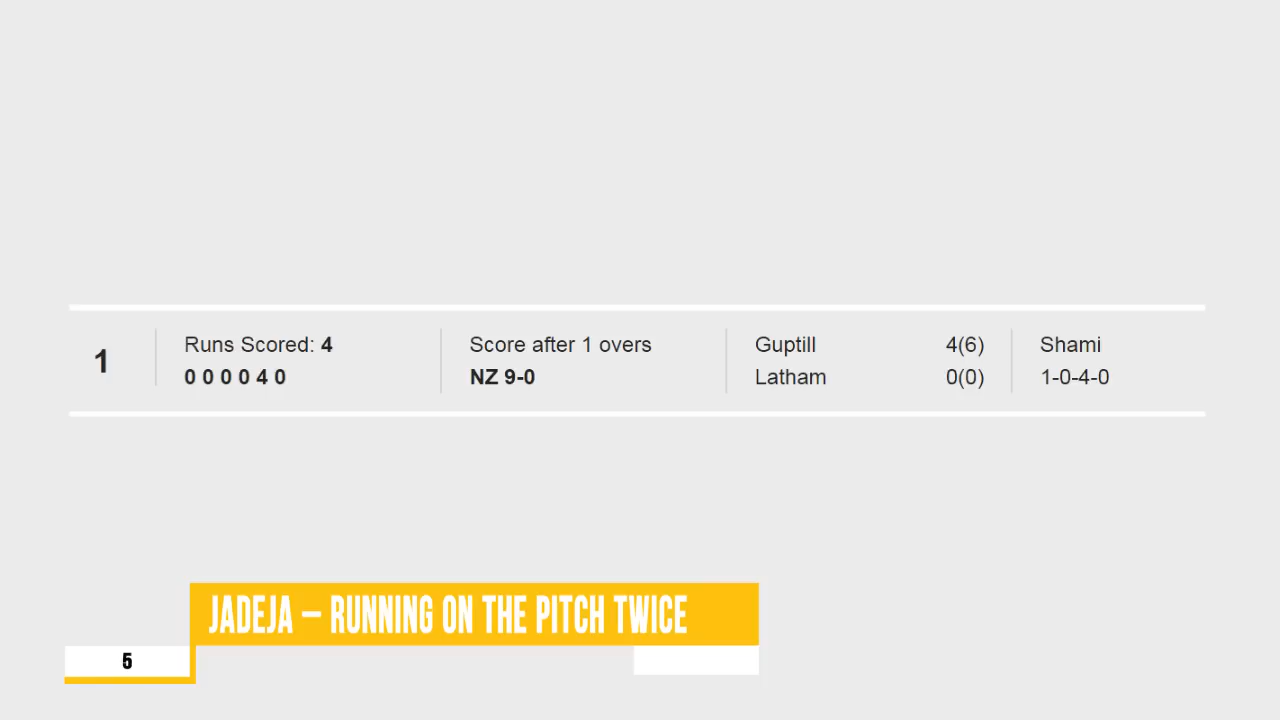 1
Runs Scored: 4
0 0 0 0 4 0
Score after 1 overs
NZ 9-0
Guptill 4(6)
Latham 0(0)
Shami
1-0-4-0
JADEJA – RUNNING ON THE PITCH TWICE
5